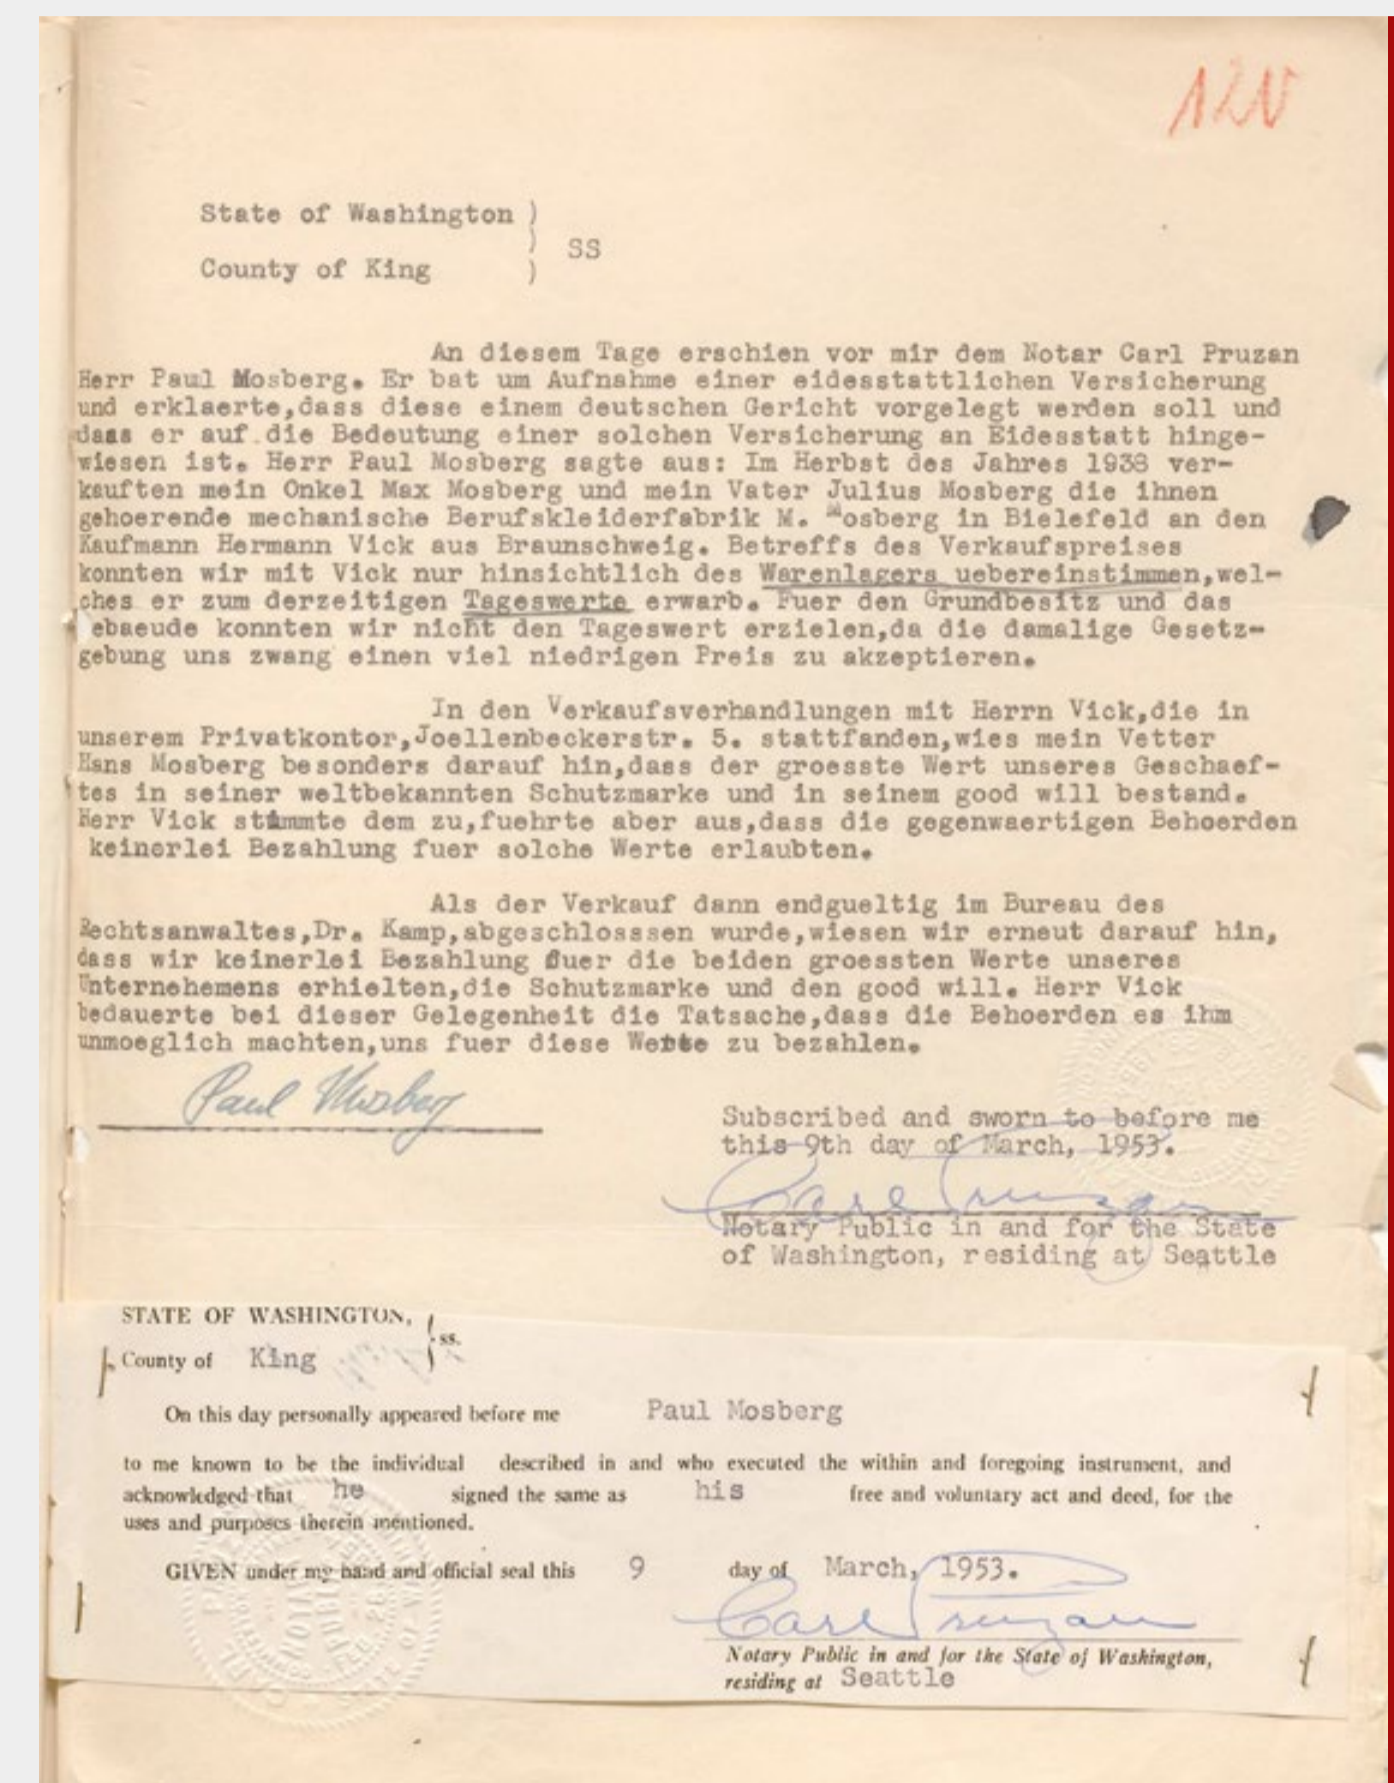 State of Washington )
) SS
County of King )
An diesem Tage erschien vor mir dem Notar Carl Pruzan
Herr Paul Mosberg. Er bat um Aufnahme einer eidesstattlichen Versicherung
und erklaerte,dass diese einem deutschen Gericht vorgelegt werden soll und
dass er auf die Bedeutung einer solchen Versicherung an Eidesstatt hinge-
wiesen ist. Herr Paul Mosberg sagte aus: Im Herbst des Jahres 1938 ver-
kauften mein Onkel Max Mosberg und mein Vater Julius Mosberg die ihnen
gehoerende mechanische Berufskleiderfabrik M. Mosberg in Bielefeld an den
Kaufmann Hermann Vick aus Braunschweig. Betreffs des Verkaufspreises
konnten wir mit Vick nur hinsichtlich des Warenlagers uebereinstimmen,wel-
ches er zum derzeitigen Tageswerte erwarb. Fuer den Grundbesitz und das
ebaeude konnten wir nicht den Tageswert erzielen,da die damalige Gesetz-
gebung uns zwang einen viel niedrigen Preis zu akzeptieren.
In den Verkaufsverhandlungen mit Herrn Vick,die in
unserem Privatkontor,Joellenbeckerstr. 5. stattfanden,wies mein Vetter
Hans Mosberg besonders darauf hin,dass der groesste Wert unseres Geschaef-
tes in seiner weltbekannten Schutzmarke und in seinem good will bestand.
Herr Vick stimmte dem zu,fuehrte aber aus,dass die gegenwaertigen Behoerden
keinerlei Bezahlung fuer solche Werte erlaubten.
Als der Verkauf dann endgueltig im Bureau des
Rechtsanwaltes,Dr. Kamp,abgeschlosssen wurde,wiesen wir erneut darauf hin,
dass wir keinerlei Bezahlung fuer die beiden groessten Werte unseres
Unternehemens erhielten,die Schutzmarke und den good will. Herr Vick
bedauerte bei dieser Gelegenheit die Tatsache,dass die Behoerden es ihm
unmoeglich machten,uns fuer diese Werte zu bezahlen.
Paul Mosberg
Subscribed and sworn to before me
this 9th day of March, 1953.
Carl Pruzan
Notary Public in and for the State
of Washington, residing at Seattle
STATE OF WASHINGTON,
County of King ss.
On this day personally appeared before me Paul Mosberg
to me known to be the individual described in and who executed the within and foregoing instrument, and
acknowledged that he signed the same as his free and voluntary act and deed, for the
uses and purposes therein mentioned.
GIVEN under my hand and official seal this 9 day of March, 1953.
Carl Pruzan
Notary Public in and for the State of Washington,
residing at Seattle